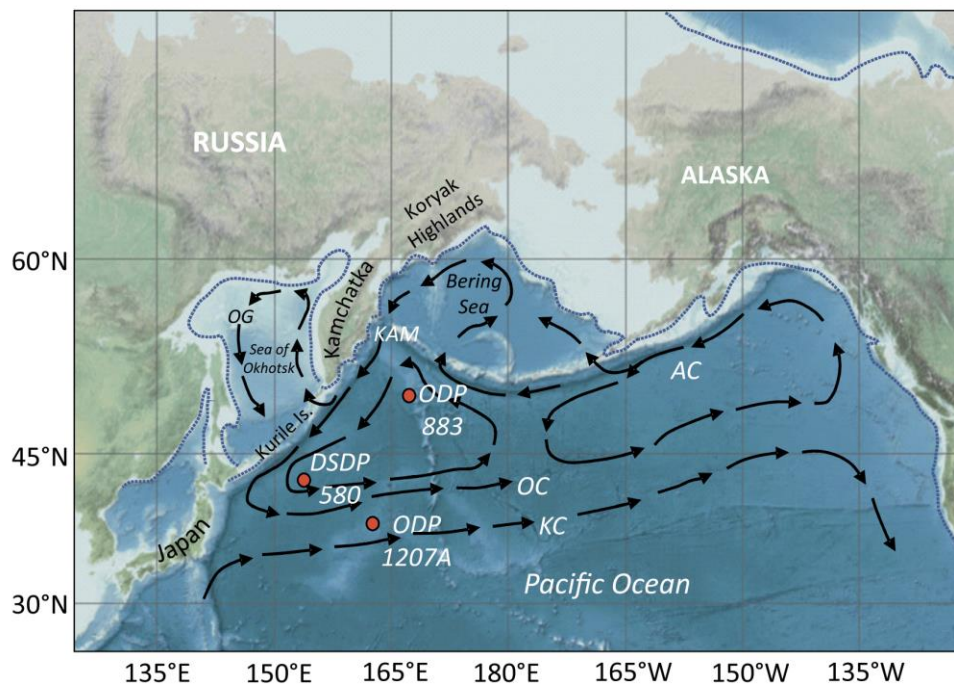 RUSSIA
ALASKA
Koryak
Highlands
60°N
Kamchatka
Bering
Sea
OG
Sea of
Okhotsk
KAM
AC
ODP
883
Kurile Is.
45°N
DSDP
580
OC
ODP
1207A
KC
Japan
Pacific Ocean
30°N
135°E 150°E 165°E 180°E 165°W 150°W 135°W